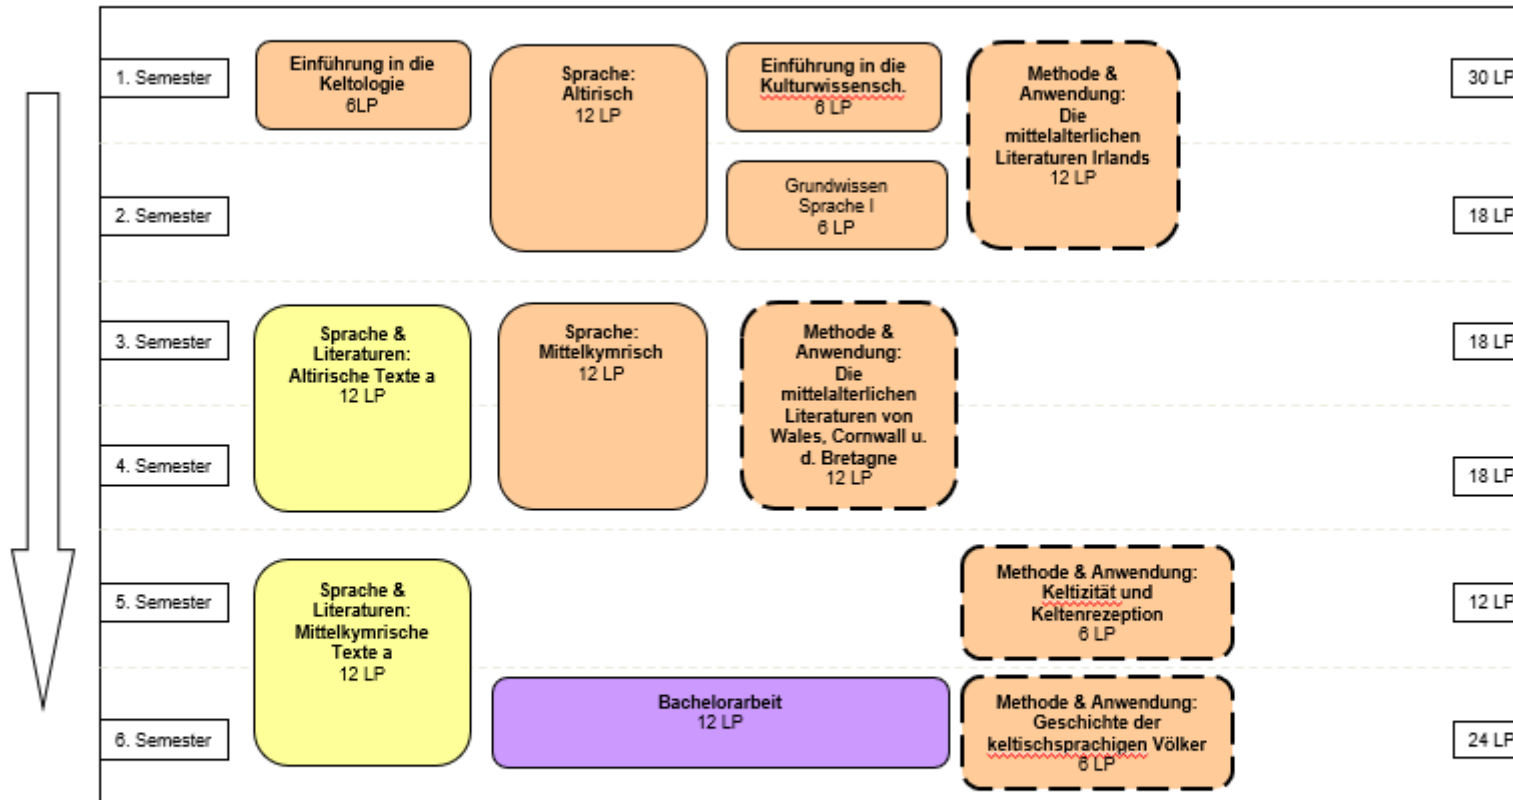 1. Semester
Einführung in die
Keltologie
6LP
Sprache:
Altirisch
12 LP
Einführung in die
Kulturwissensch.
6 LP
Methode &
Anwendung:
Die
mittelalterlichen
Literaturen Irlands
12 LP
30 LP
2. Semester
Grundwissen
Sprache I
6 LP
18 LP
3. Semester
Sprache &
Literaturen:
Altirische Texte a
12 LP
Sprache:
Mittelkymrisch
12 LP
Methode &
Anwendung:
Die
mittelalterlichen
Literaturen von
Wales, Cornwall u.
d. Bretagne
12 LP
18 LP
4. Semester
18 LP
5. Semester
Sprache &
Literaturen:
Mittelkymrische
Texte a
12 LP
Methode & Anwendung:
Keltizität und
Keltenrezeption
6 LP
12 LP
6. Semester
Bachelorarbeit
12 LP
Methode & Anwendung:
Geschichte der
keltischsprachigen Völker
6 LP
24 LP